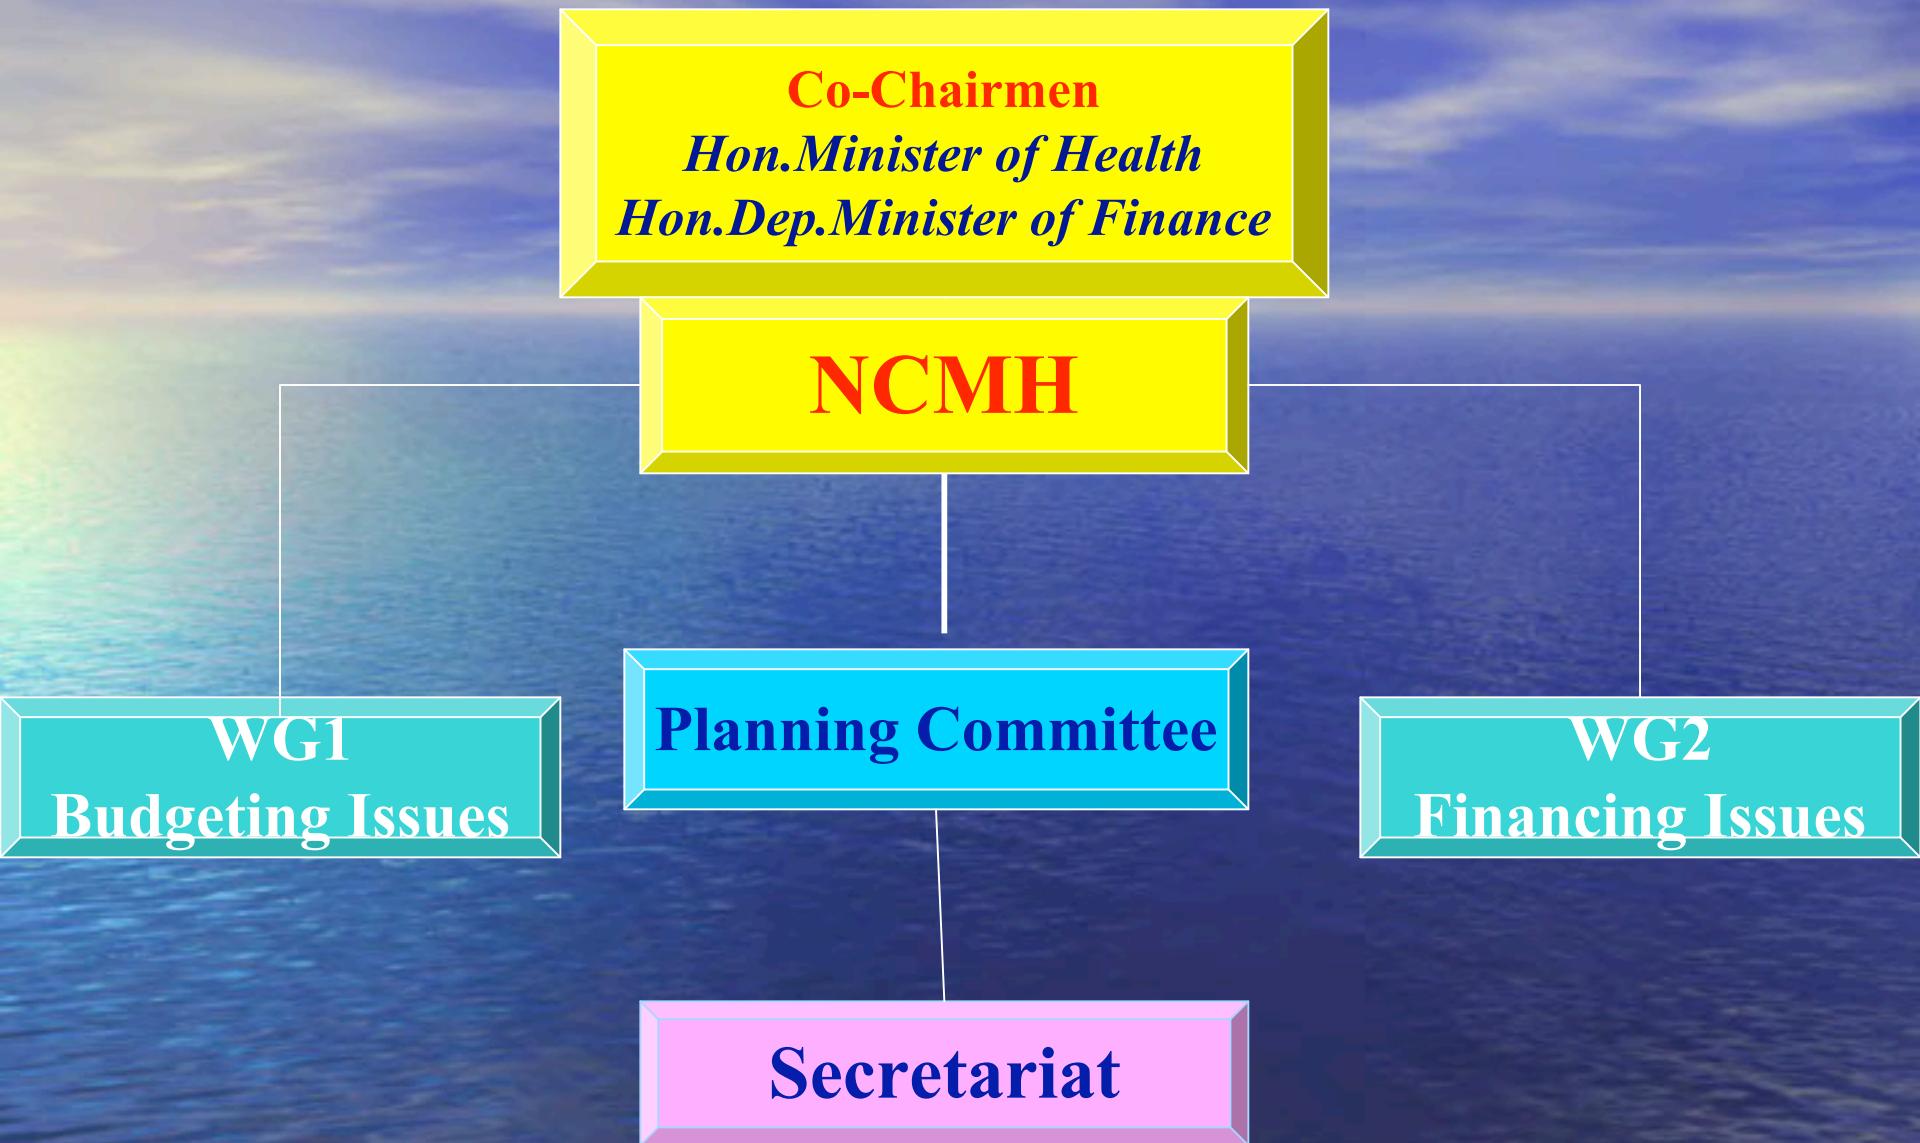 Co-Chairmen
Hon.Minister of Health
Hon.Dep.Minister of Finance
NCMH
WG1
Budgeting Issues
Planning Committee
WG2
Financing Issues
Secretariat